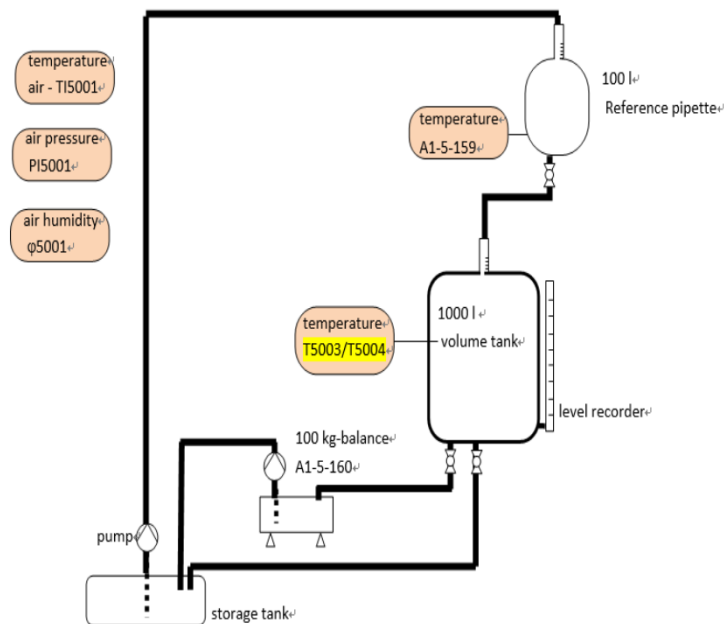 temperature
air - TI5001
air pressure
PI5001
air humidity
φ5001
100 l
Reference pipette
temperature
A1-5-159
temperature
T5003/T5004
1000 l
volume tank
level recorder
100 kg-balance
A1-5-160
pump
storage tank